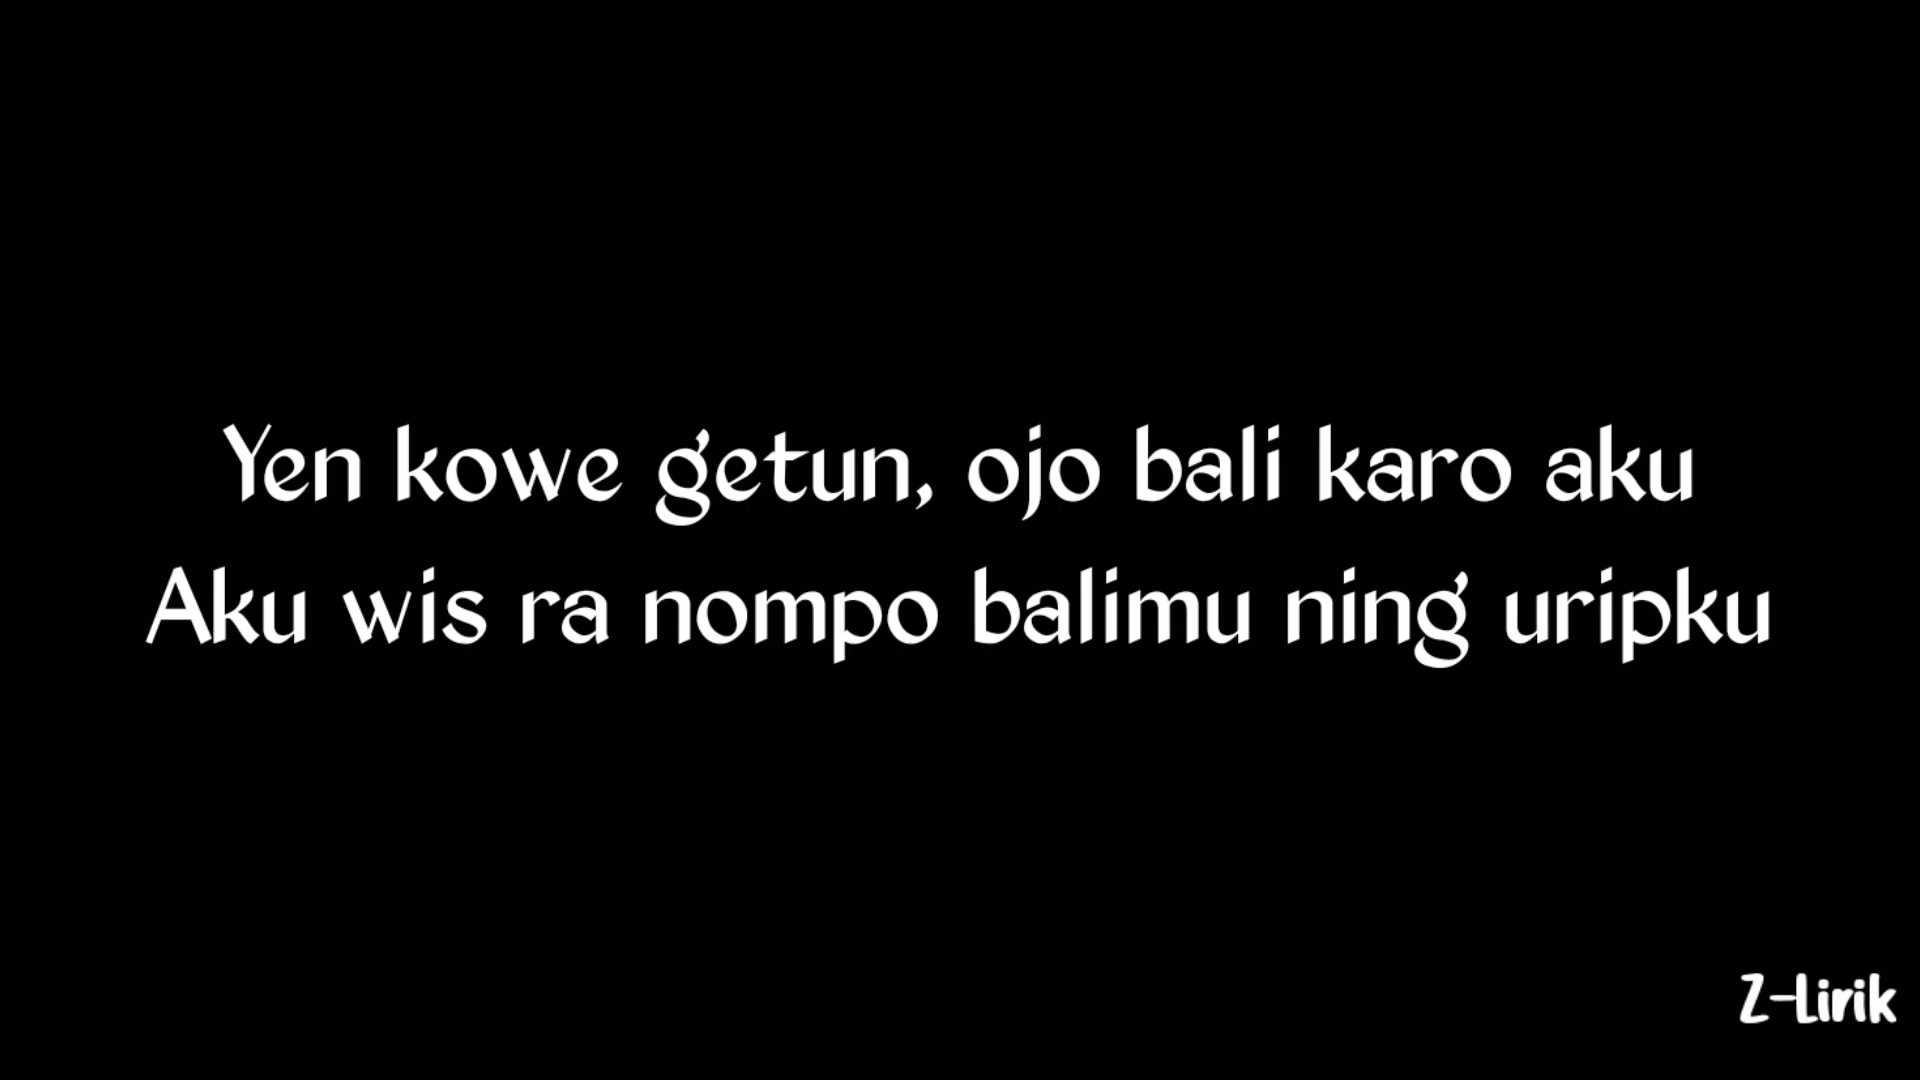 Yen kowe getun, ojo bali karo aku
Aku wis ra nompo balimu ning uripku
Z-Lirik